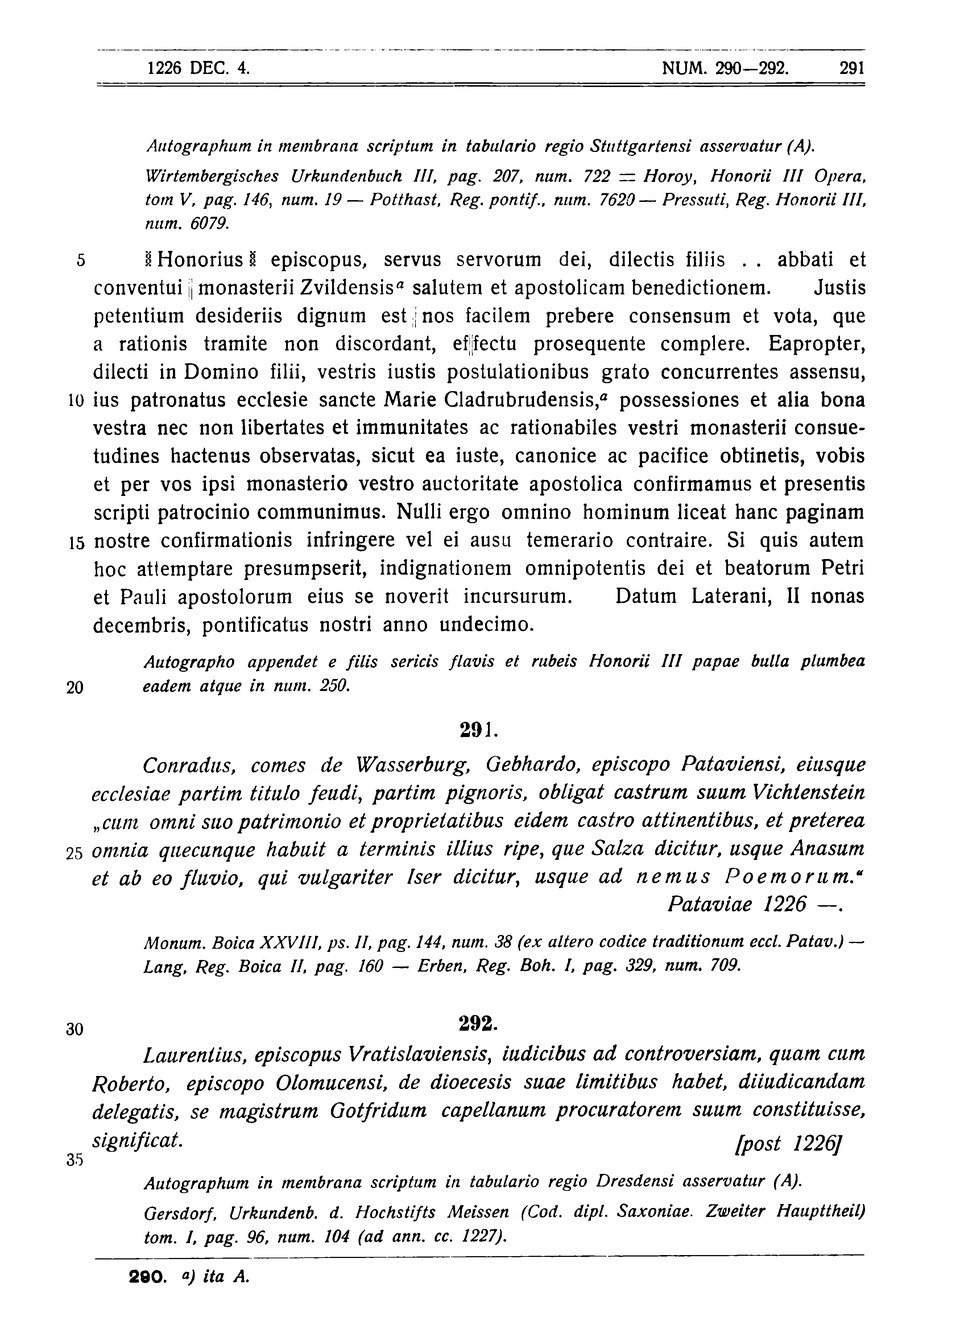 1226 DEC. 4. NUM. 290—292. 291
Autographum in membrana scriptum in tabulario regio Stuttgartensi asservatur (A).
Wirtembergisches Urkundenbuch III, pag. 207, num. 722 = Horoy, Honorii III Opera,
tom V, pag. 146, num. 19 — Potthast, Reg. pontif., num. 7620 — Pressuti, Reg. Honorii III,
num. 6079.
5 Honorius episcopus, servus servorum dei, dilectis filiis . . abbati et
conventui || monasterii Zvildensis a salutem et apostolicam benedictionem. Justis
petentium desideriis dignum est || nos facilem prebere consensum et vota, que
a rationis tramite non discordant, ef||fectu prosequente complere. Eapropter,
dilecti in Domino filii, vestris iustis postulationibus grato concurrentes assensu,
10 ius patronatus ecclesie sancte Marie Cladrubrudensis, a possessiones et alia bona
vestra nec non libertates et immunitates ac rationabiles vestri monasterii consue-
tudines hactenus observatas, sicut ea iuste, canonice ac pacifice obtinetis, vobis
et per vos ipsi monasterio vestro auctoritate apostolica confirmamus et presentis
scripti patrocinio communimus. Nulli ergo omnino hominum liceat hanc paginam
15 nostre confirmationis infringere vel ei ausu temerario contraire. Si quis autem
hoc attemptare presumpserit, indignationem omnipotentis dei et beatorum Petri
et Pauli apostolorum eius se noverit incursurum. Datum Laterani, II nonas
decembris, pontificatus nostri anno undecimo.
Autographo appendet e filis sericis flavis et rubeis Honorii III papae bulla plumbea
20 eadem atque in num. 250.
291.
Conradus, comes de Wasserburg, Gebhardo, episcopo Pataviensi, eiusque
ecclesiae partim titulo feudi, partim pignoris, obligat castrum suum Vichtenstein
„cum omni suo patrimonio et proprietatibus eidem castro attinentibus, et preterea
25 omnia quecunque habuit a terminis illius ripe, que Salza dicitur, usque Anasum
et ab eo fluvio, qui vulgariter Iser dicitur, usque ad nemus Poemorum.“
Pataviae 1226 —.
Monum. Boica XXVIII, ps. II, pag. 144, num. 38 (ex altero codice traditionum eccl. Patav.) —
Lang, Reg. Boica II, pag. 160 — Erben, Reg. Boh. I, pag. 329, num. 709.
30 292.
Laurentius, episcopus Vratislaviensis, iudicibus ad controversiam, quam cum
Roberto, episcopo Olomucensi, de dioecesis suae limitibus habet, diiudicandam
delegatis, se magistrum Gotfridum capellanum procuratorem suum constituisse,
significat. [post 1226]
35
Autographum in membrana scriptum in tabulario regio Dresdensi asservatur (A).
Gersdorf, Urkundenb. d. Hochstifts Meissen (Cod. dipl. Saxoniae. Zweiter Haupttheil)
tom. I, pag. 96, num. 104 (ad ann. cc. 1227).
290. a) ita A.